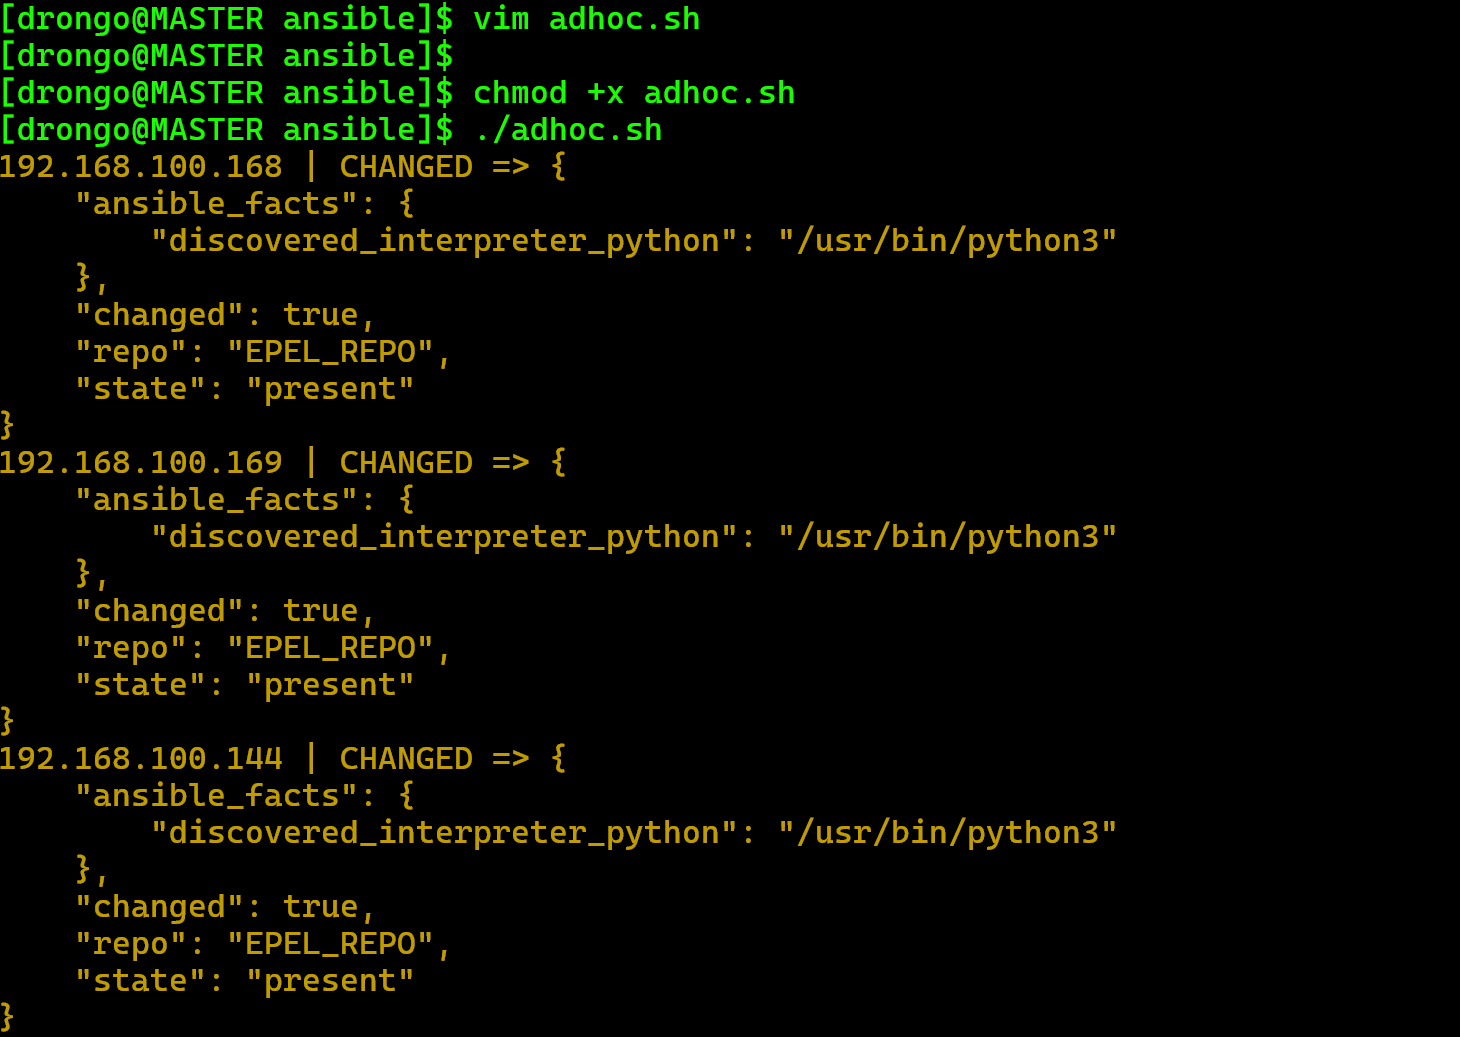 [drongo@MASTER ansible]$ vim adhoc.sh
[drongo@MASTER ansible]$
[drongo@MASTER ansible]$ chmod +x adhoc.sh
[drongo@MASTER ansible]$ ./adhoc.sh
192.168.100.168 | CHANGED => {
    "ansible_facts": {
        "discovered_interpreter_python": "/usr/bin/python3"
    },
    "changed": true,
    "repo": "EPEL_REPO",
    "state": "present"
}
192.168.100.169 | CHANGED => {
    "ansible_facts": {
        "discovered_interpreter_python": "/usr/bin/python3"
    },
    "changed": true,
    "repo": "EPEL_REPO",
    "state": "present"
}
192.168.100.144 | CHANGED => {
    "ansible_facts": {
        "discovered_interpreter_python": "/usr/bin/python3"
    },
    "changed": true,
    "repo": "EPEL_REPO",
    "state": "present"
}